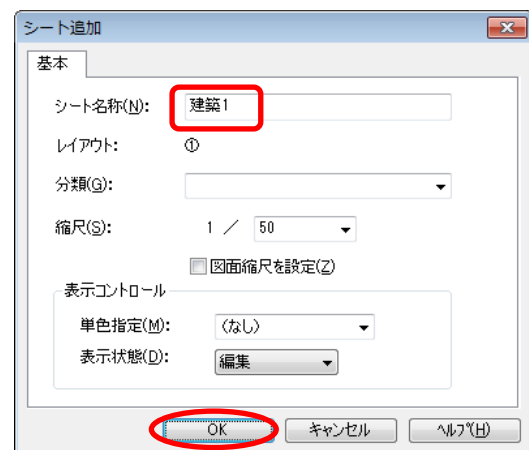 シート追加
基本
シート名称(N): 建築1
レイアウト: ①
分類(G):
縮尺(S): 1 ／ 50
図面縮尺を設定(Z)
表示コントロール
単色指定(M): (なし)
表示状態(D): 編集
OK キャンセル ヘルプ(H)